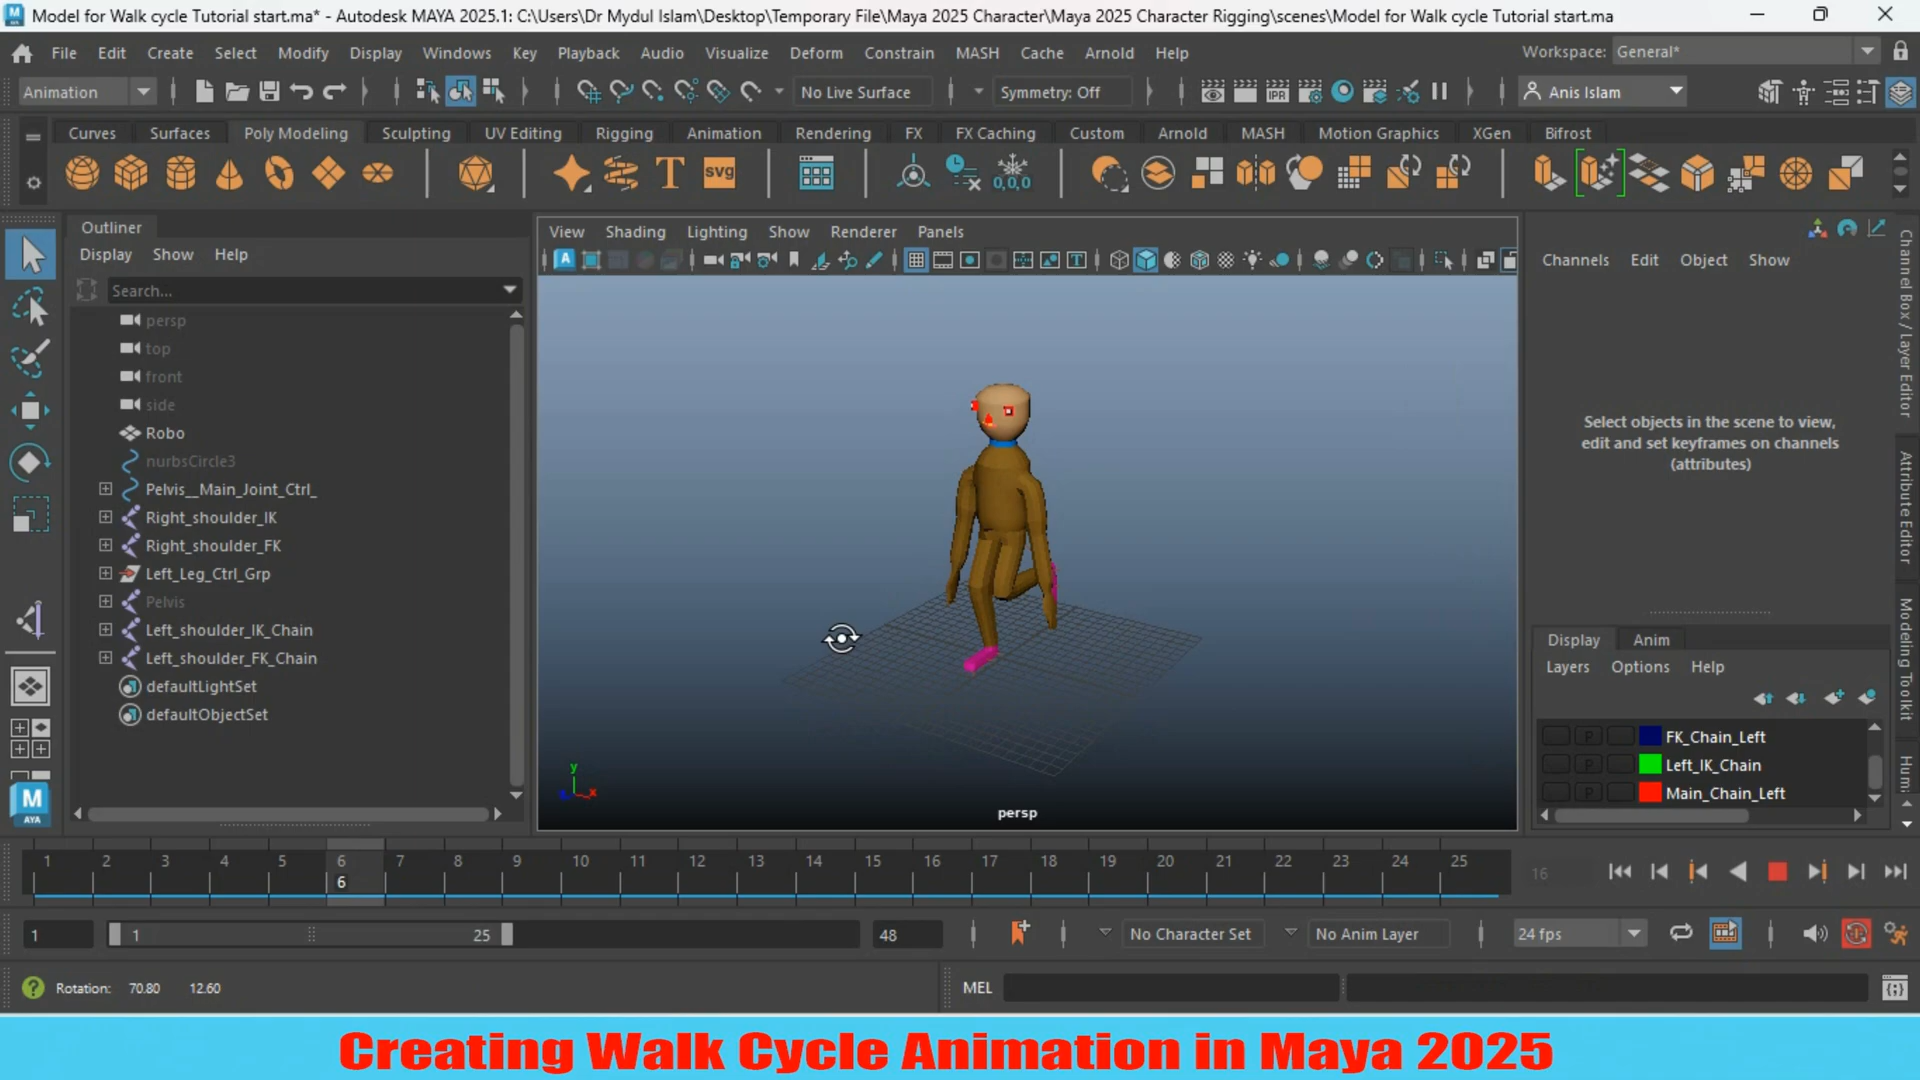 Model for Walk cycle Tutorial start.ma* - Autodesk MAYA 2025.1: C:\Users\Dr Mydul Islam\Desktop\Temporary File\Maya 2025 Character\Maya 2025 Character Rigging\scenes\Model for Walk cycle Tutorial start.ma
File Edit Create Select Modify Display Windows Key Playback Audio Visualize Deform Constrain MASH Cache Arnold Help
Workspace: General*
Animation No Live Surface Symmetry: Off IPR Anis Islam
Curves Surfaces Poly Modeling Sculpting UV Editing Rigging Animation Rendering FX FX Caching Custom Arnold MASH Motion Graphics XGen Bifrost
T SVG 0,0,0
Outliner
Display Show Help
Search...
persp
top
front
side
Robo
nurbsCircle3
Pelvis__Main_Joint_Ctrl_
Right_shoulder_IK
Right_shoulder_FK
Left_Leg_Ctrl_Grp
Pelvis
Left_shoulder_IK_Chain
Left_shoulder_FK_Chain
defaultLightSet
defaultObjectSet
M
AYA
View Shading Lighting Show Renderer Panels
A T
y
x
persp
Channels Edit Object Show
Select objects in the scene to view,
edit and set keyframes on channels
(attributes)
Display Anim
Layers Options Help
P FK_Chain_Left
P Left_IK_Chain
P Main_Chain_Left
Channel Box / Layer Editor
Attribute Editor
Modeling Toolkit
1 2 3 4 5 6 7 8 9 10 11 12 13 14 15 16 17 18 19 20 21 22 23 24 25
6
16
1 1 25 48 No Character Set No Anim Layer 24 fps
Rotation: 70.80 12.60
MEL
Creating Walk Cycle Animation in Maya 2025